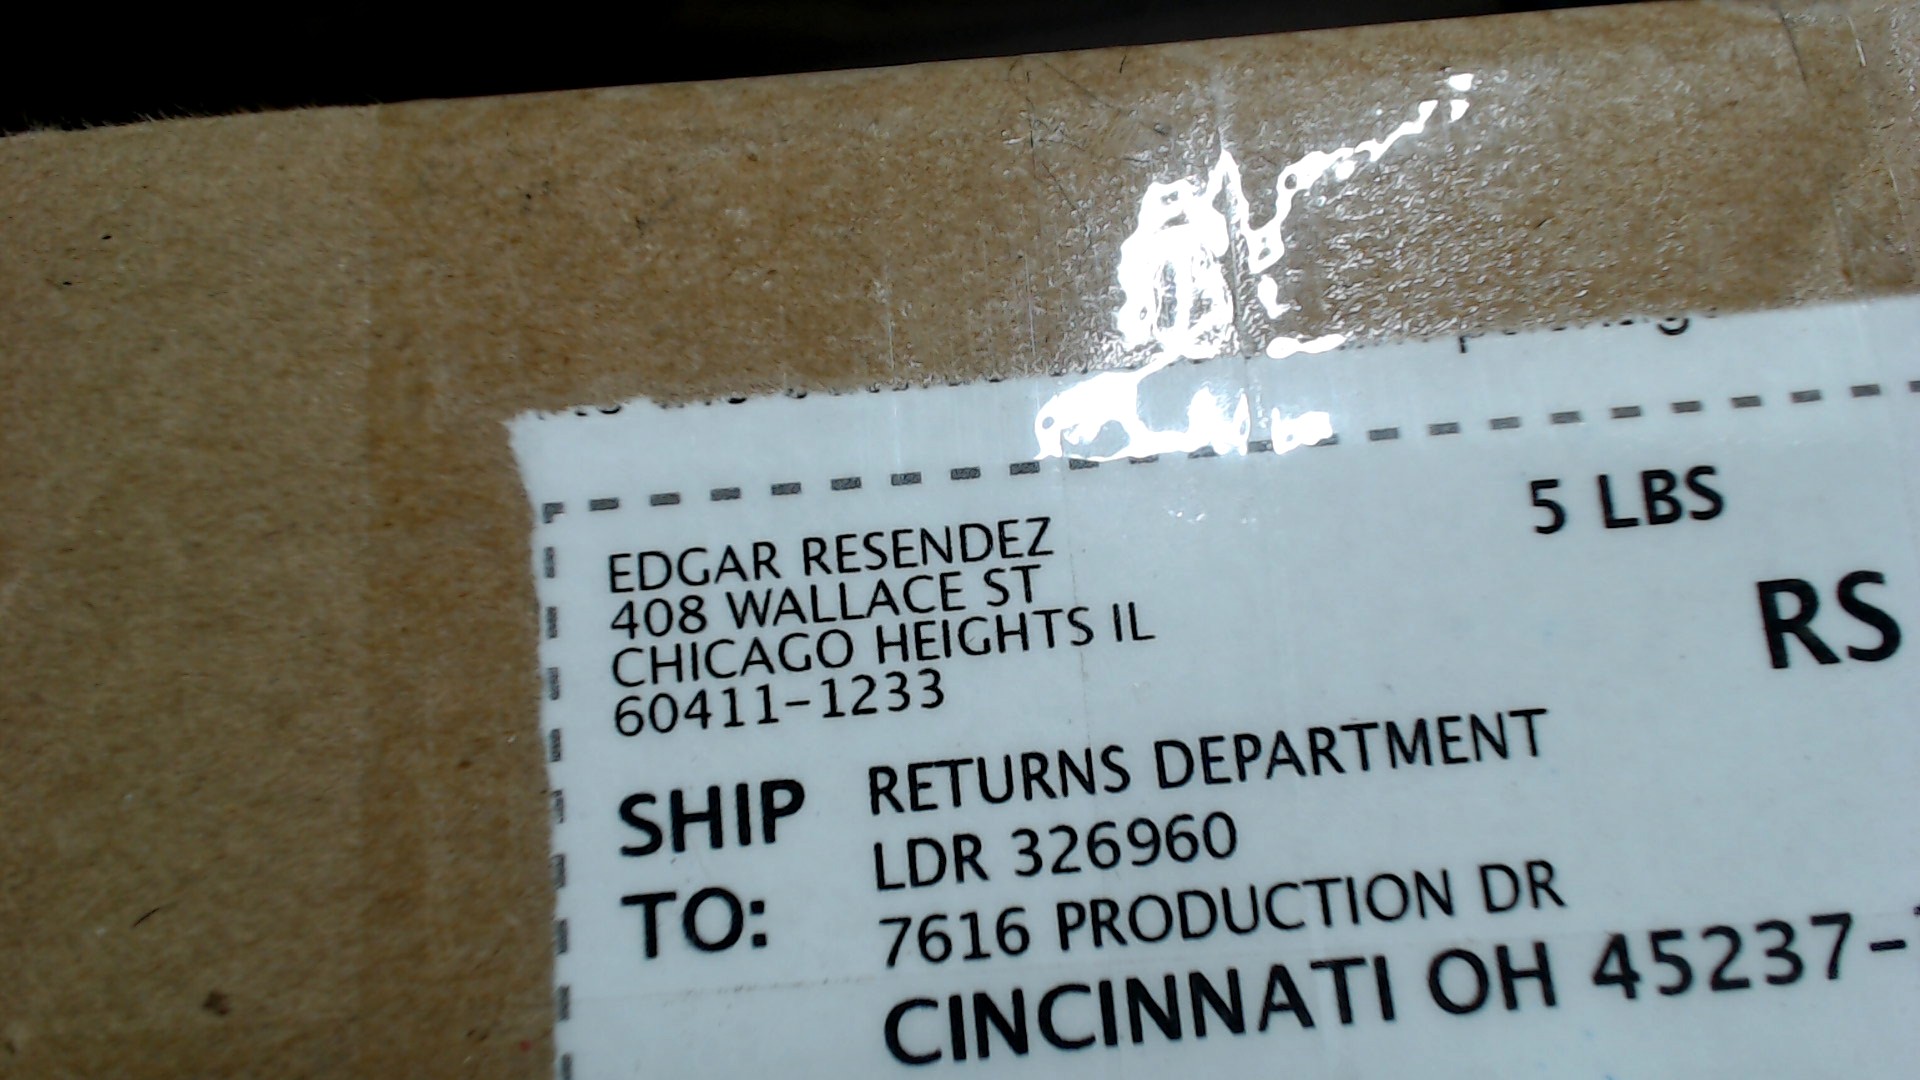 EDGAR RESENDEZ
408 WALLACE ST
CHICAGO HEIGHTS IL
60411-1233
5 LBS
RS
SHIP TO:
RETURNS DEPARTMENT
LDR 326960
7616 PRODUCTION DR
CINCINNATI OH 45237-